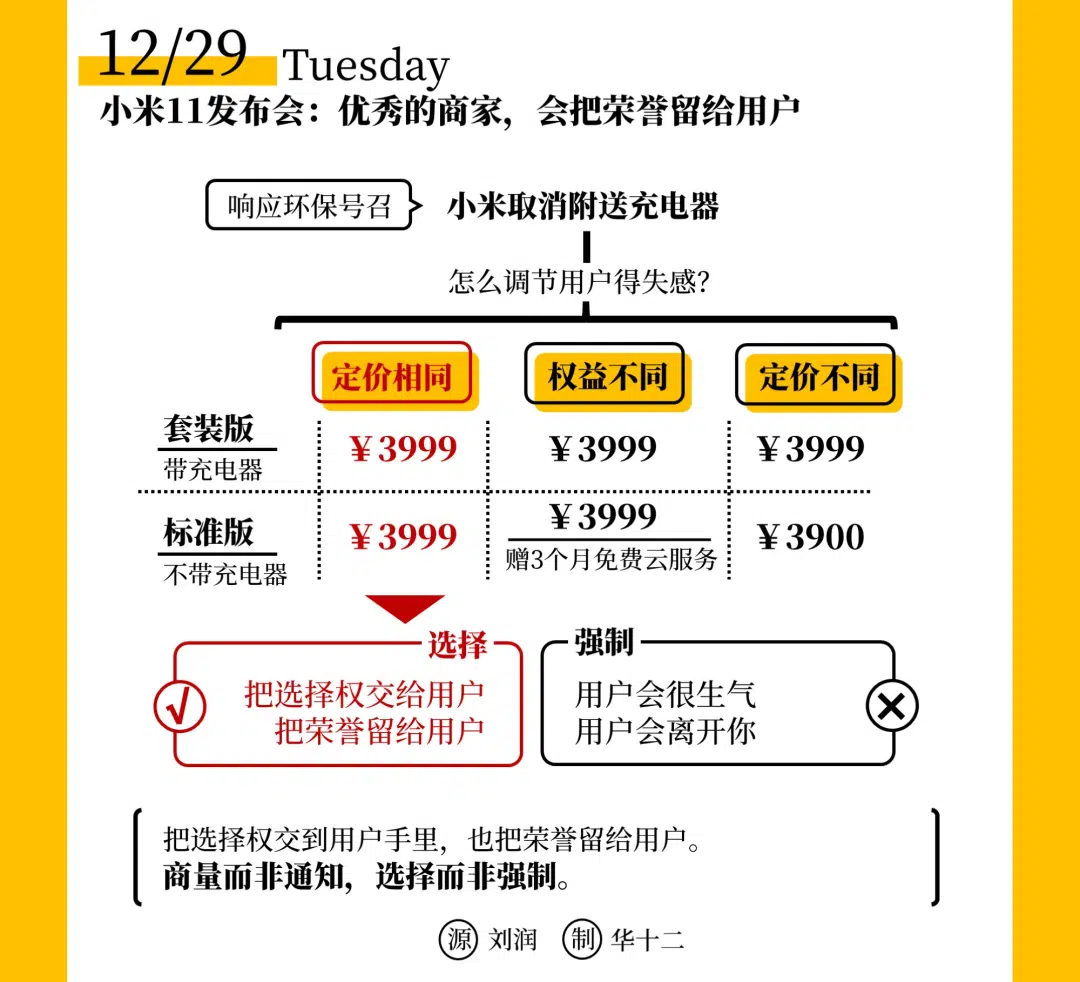 12/29 Tuesday
小米11发布会：优秀的商家，会把荣誉留给用户
响应环保号召
小米取消附送充电器
怎么调节用户得失感？
定价相同 权益不同 定价不同
套装版
带充电器
￥3999 ￥3999 ￥3999
标准版
不带充电器
￥3999 ￥3999 ￥3900
赠3个月免费云服务
选择
把选择权交给用户
把荣誉留给用户
强制
用户会很生气
用户会离开你
把选择权交到用户手里，也把荣誉留给用户。
商量而非通知，选择而非强制。
源 刘润 制 华十二